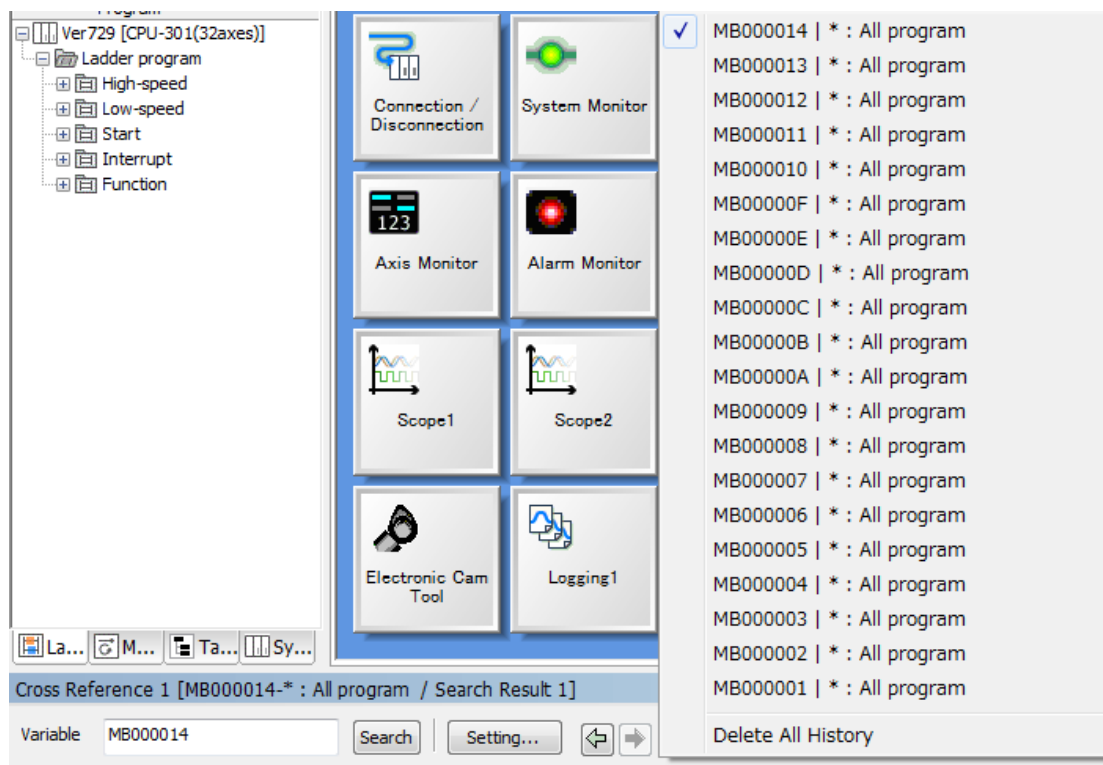 Program
Ver729 [CPU-301(32axes)]
Ladder program
High-speed
Low-speed
Start
Interrupt
Function
La...
M...
Ta...
Sy...
Connection /
Disconnection
System Monitor
123
Axis Monitor
Alarm Monitor
Scope1
Scope2
Electronic Cam
Tool
Logging1
MB000014 | * : All program
MB000013 | * : All program
MB000012 | * : All program
MB000011 | * : All program
MB000010 | * : All program
MB00000F | * : All program
MB00000E | * : All program
MB00000D | * : All program
MB00000C | * : All program
MB00000B | * : All program
MB00000A | * : All program
MB000009 | * : All program
MB000008 | * : All program
MB000007 | * : All program
MB000006 | * : All program
MB000005 | * : All program
MB000004 | * : All program
MB000003 | * : All program
MB000002 | * : All program
MB000001 | * : All program
Delete All History
Cross Reference 1 [MB000014-* : All program / Search Result 1]
Variable MB000014 Search Setting...